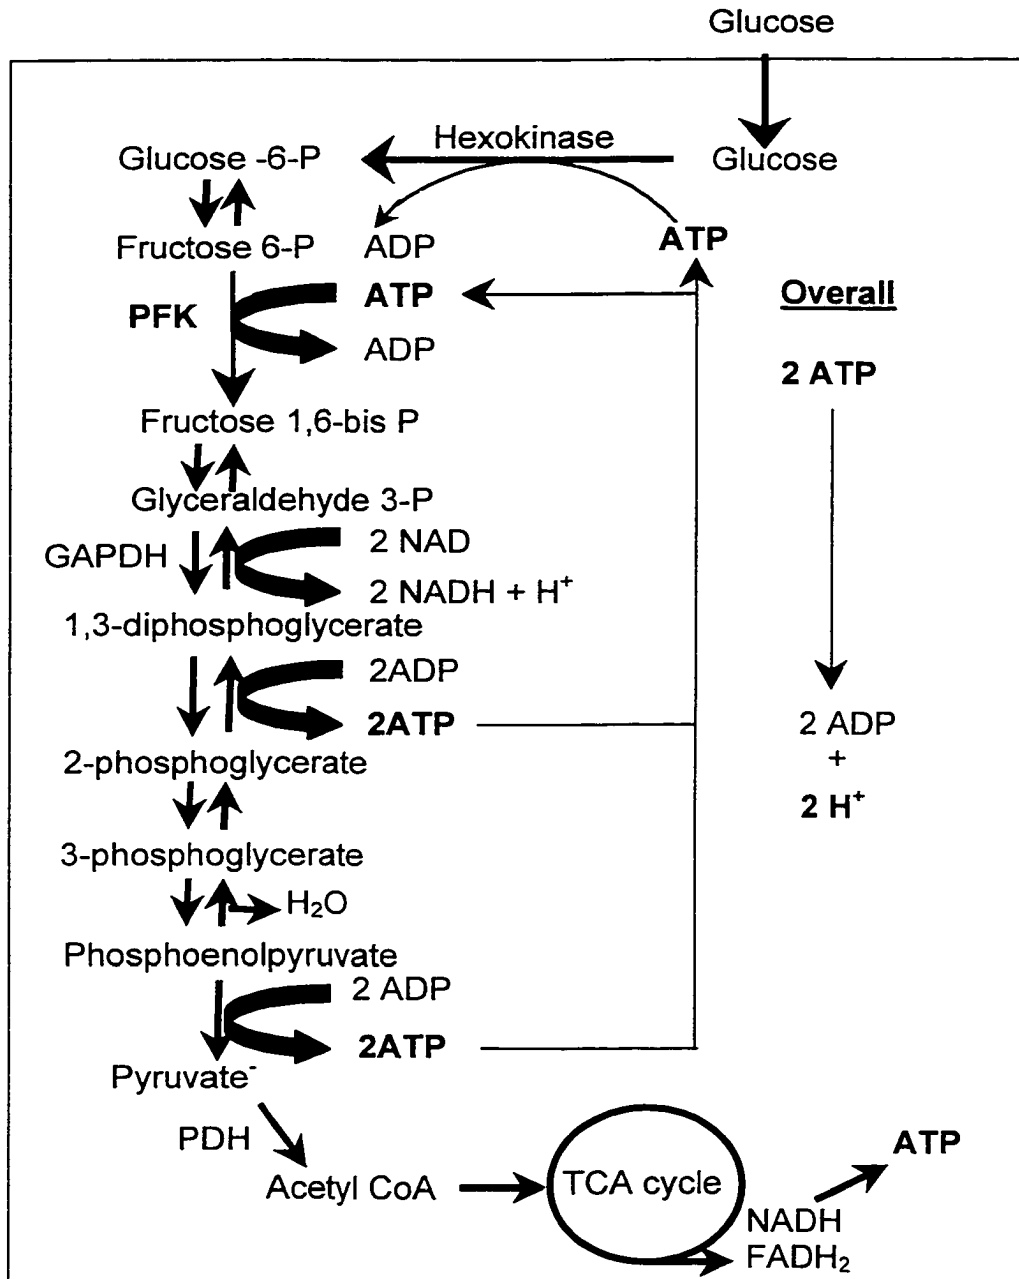 Glucose
Hexokinase
Glucose -6-P
Glucose
Fructose 6-P
ADP
ATP
PFK
ATP
ADP
Overall
2 ATP
Fructose 1,6-bis P
Glyceraldehyde 3-P
GAPDH
2 NAD
2 NADH + H⁺
1,3-diphosphoglycerate
2ADP
2ATP
2 ADP
+
2 H⁺
2-phosphoglycerate
3-phosphoglycerate
H₂O
Phosphoenolpyruvate
2 ADP
2ATP
Pyruvate⁻
PDH
Acetyl CoA
TCA cycle
ATP
NADH
FADH₂